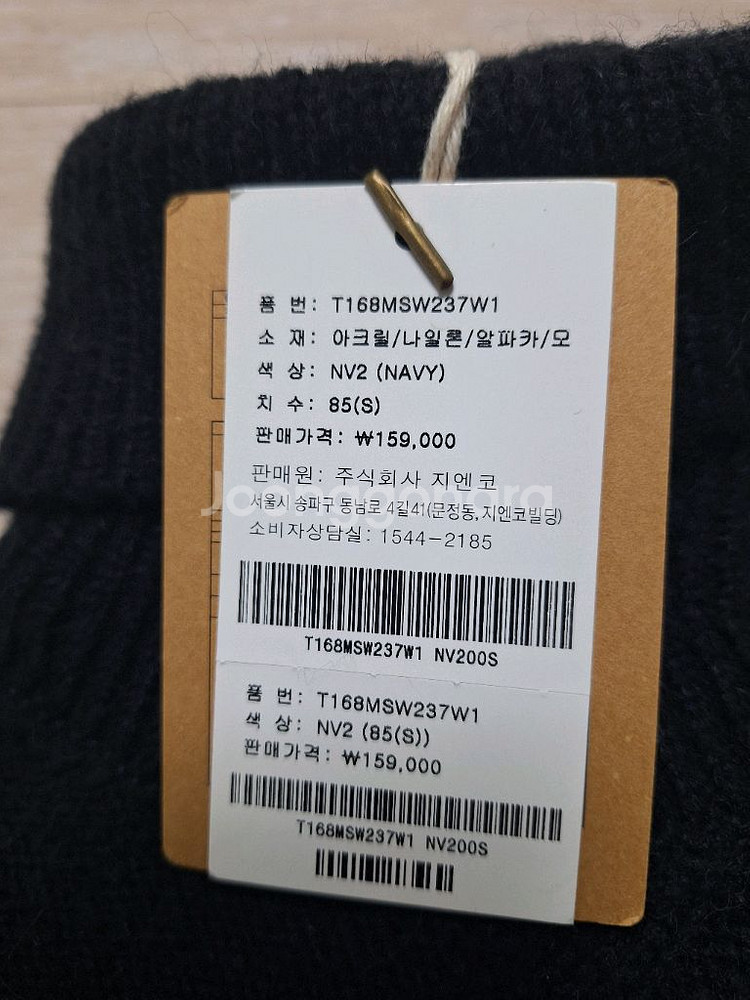 품 번: T168MSW237W1
소 재: 아크릴/나일론/알파카/모
색 상: NV2 (NAVY)
치 수: 85(S)
판매가격: ₩159,000
판매원: 주식회사 지엔코
서울시 송파구 동남로 4길41(문정동, 지엔코빌딩)
소비자상담실: 1544-2185
Joonggonara
T168MSW237W1 NV200S
품 번: T168MSW237W1
색 상: NV2 (85(S))
판매가격: ₩159,000
T168MSW237W1 NV200S